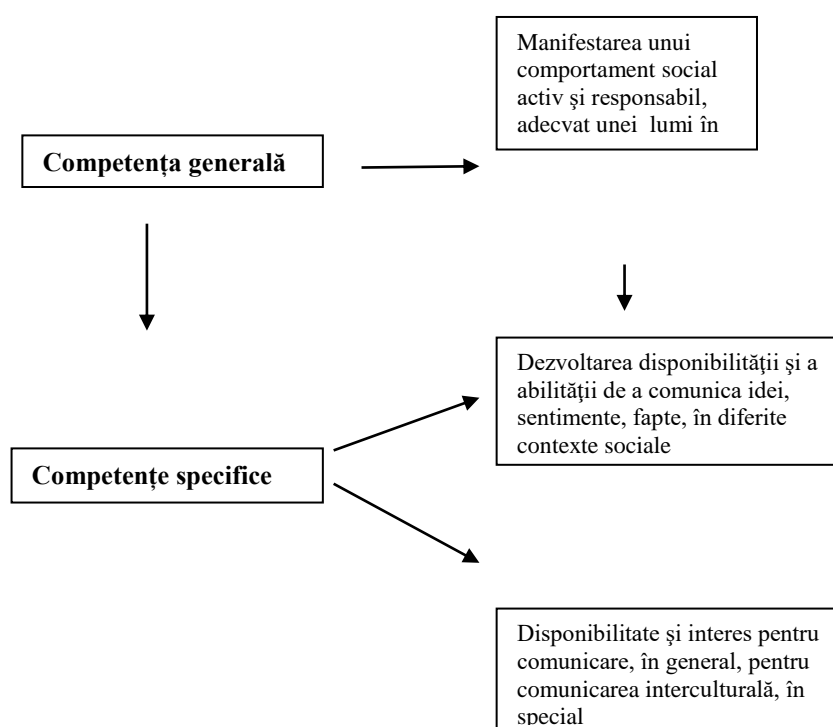 Manifestarea unui
comportament social
activ şi responsabil,
adecvat unei lumi în
Competența generală
Dezvoltarea disponibilităţii şi a
abilităţii de a comunica idei,
sentimente, fapte, în diferite
contexte sociale
Competențe specifice
Disponibilitate şi interes pentru
comunicare, în general, pentru
comunicarea interculturală, în
special